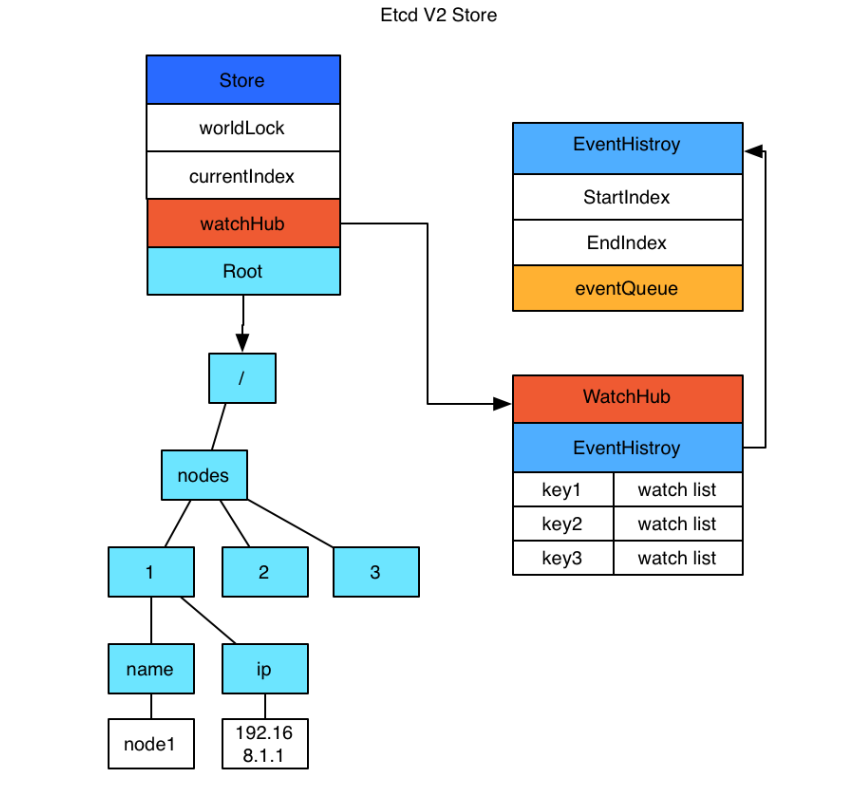 Etcd V2 Store
Store
worldLock
currentIndex
watchHub
Root
/
nodes
1
2
3
name
ip
node1
192.16
8.1.1
EventHistroy
StartIndex
EndIndex
eventQueue
WatchHub
EventHistroy
key1 watch list
key2 watch list
key3 watch list